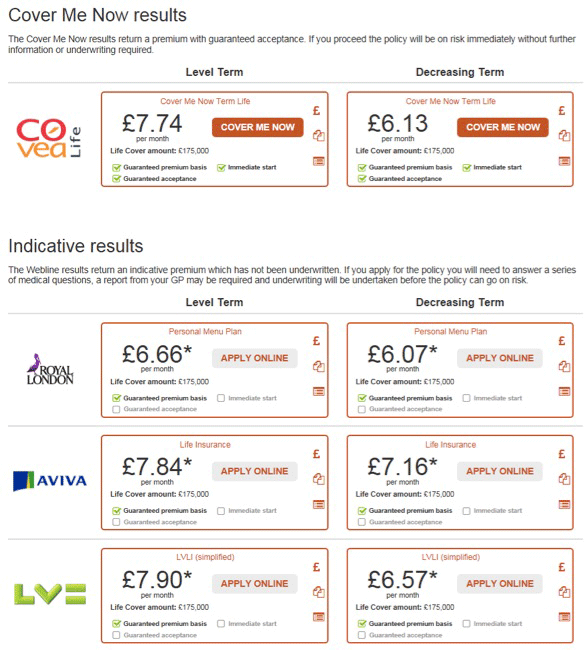 Cover Me Now results
The Cover Me Now results return a premium with guaranteed acceptance. If you proceed the policy will be on risk immediately without further
information or underwriting required.
Level Term
Decreasing Term
covea Life
Cover Me Now Term Life
£7.74
per month
COVER ME NOW
£
Life Cover amount: £175,000
Guaranteed premium basis
Immediate start
Guaranteed acceptance
Cover Me Now Term Life
£6.13
per month
COVER ME NOW
£
Life Cover amount: £175,000
Guaranteed premium basis
Immediate start
Guaranteed acceptance
Indicative results
The Webline results return an indicative premium which has not been underwritten. If you apply for the policy you will need to answer a series
of medical questions, a report from your GP may be required and underwriting will be undertaken before the policy can go on risk.
Level Term
Decreasing Term
ROYAL
LONDON
Personal Menu Plan
£6.66*
per month
APPLY ONLINE
£
Life Cover amount: £175,000
Guaranteed premium basis
Immediate start
Guaranteed acceptance
Personal Menu Plan
£6.07*
per month
APPLY ONLINE
£
Life Cover amount: £175,000
Guaranteed premium basis
Immediate start
Guaranteed acceptance
AVIVA
Life Insurance
£7.84*
per month
APPLY ONLINE
£
Life Cover amount: £175,000
Guaranteed premium basis
Immediate start
Guaranteed acceptance
Life Insurance
£7.16*
per month
APPLY ONLINE
£
Life Cover amount: £175,000
Guaranteed premium basis
Immediate start
Guaranteed acceptance
LV=
LVLI (simplified)
£7.90*
per month
APPLY ONLINE
£
Life Cover amount: £175,000
Guaranteed premium basis
Immediate start
Guaranteed acceptance
LVLI (simplified)
£6.57*
per month
APPLY ONLINE
£
Life Cover amount: £175,000
Guaranteed premium basis
Immediate start
Guaranteed acceptance